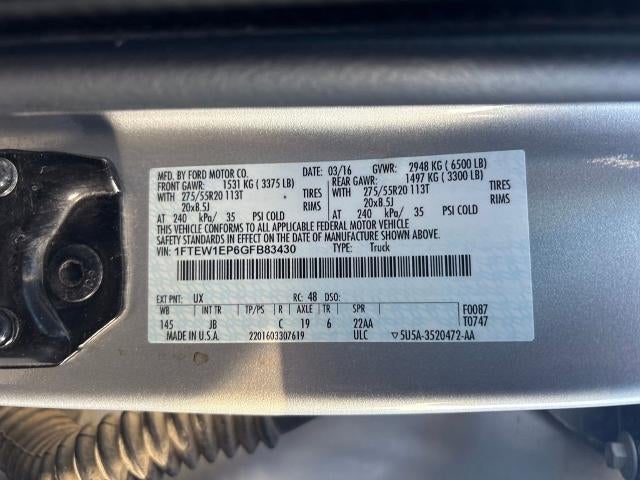 MFD. BY FORD MOTOR CO. DATE: 03/16 GVWR: 2948 KG (6500 LB)
FRONT GAWR: 1531 KG (3375 LB) REAR GAWR: 1497 KG (3300 LB)
WITH 275/55R20 113T TIRES WITH 275/55R20 113T TIRES
20x8.5J RIMS 20x8.5J RIMS
AT 240 kPa/ 35 PSI COLD AT 240 kPa/ 35 PSI COLD
THIS VEHICLE CONFORMS TO ALL APPLICABLE FEDERAL MOTOR VEHICLE
SAFETY STANDARDS IN EFFECT ON THE DATE OF MANUFACTURE SHOWN ABOVE.
VIN: 1FTEW1EP6GFB83430 TYPE: Truck
EXT PNT: UX RC: 48 DSO:
WB INT TR TP/PS R AXLE TR SPR F0087
145 JB C 19 6 22AA T0747
MADE IN U.S.A. 2201603307619 ULC ▽5U5A-3520472-AA